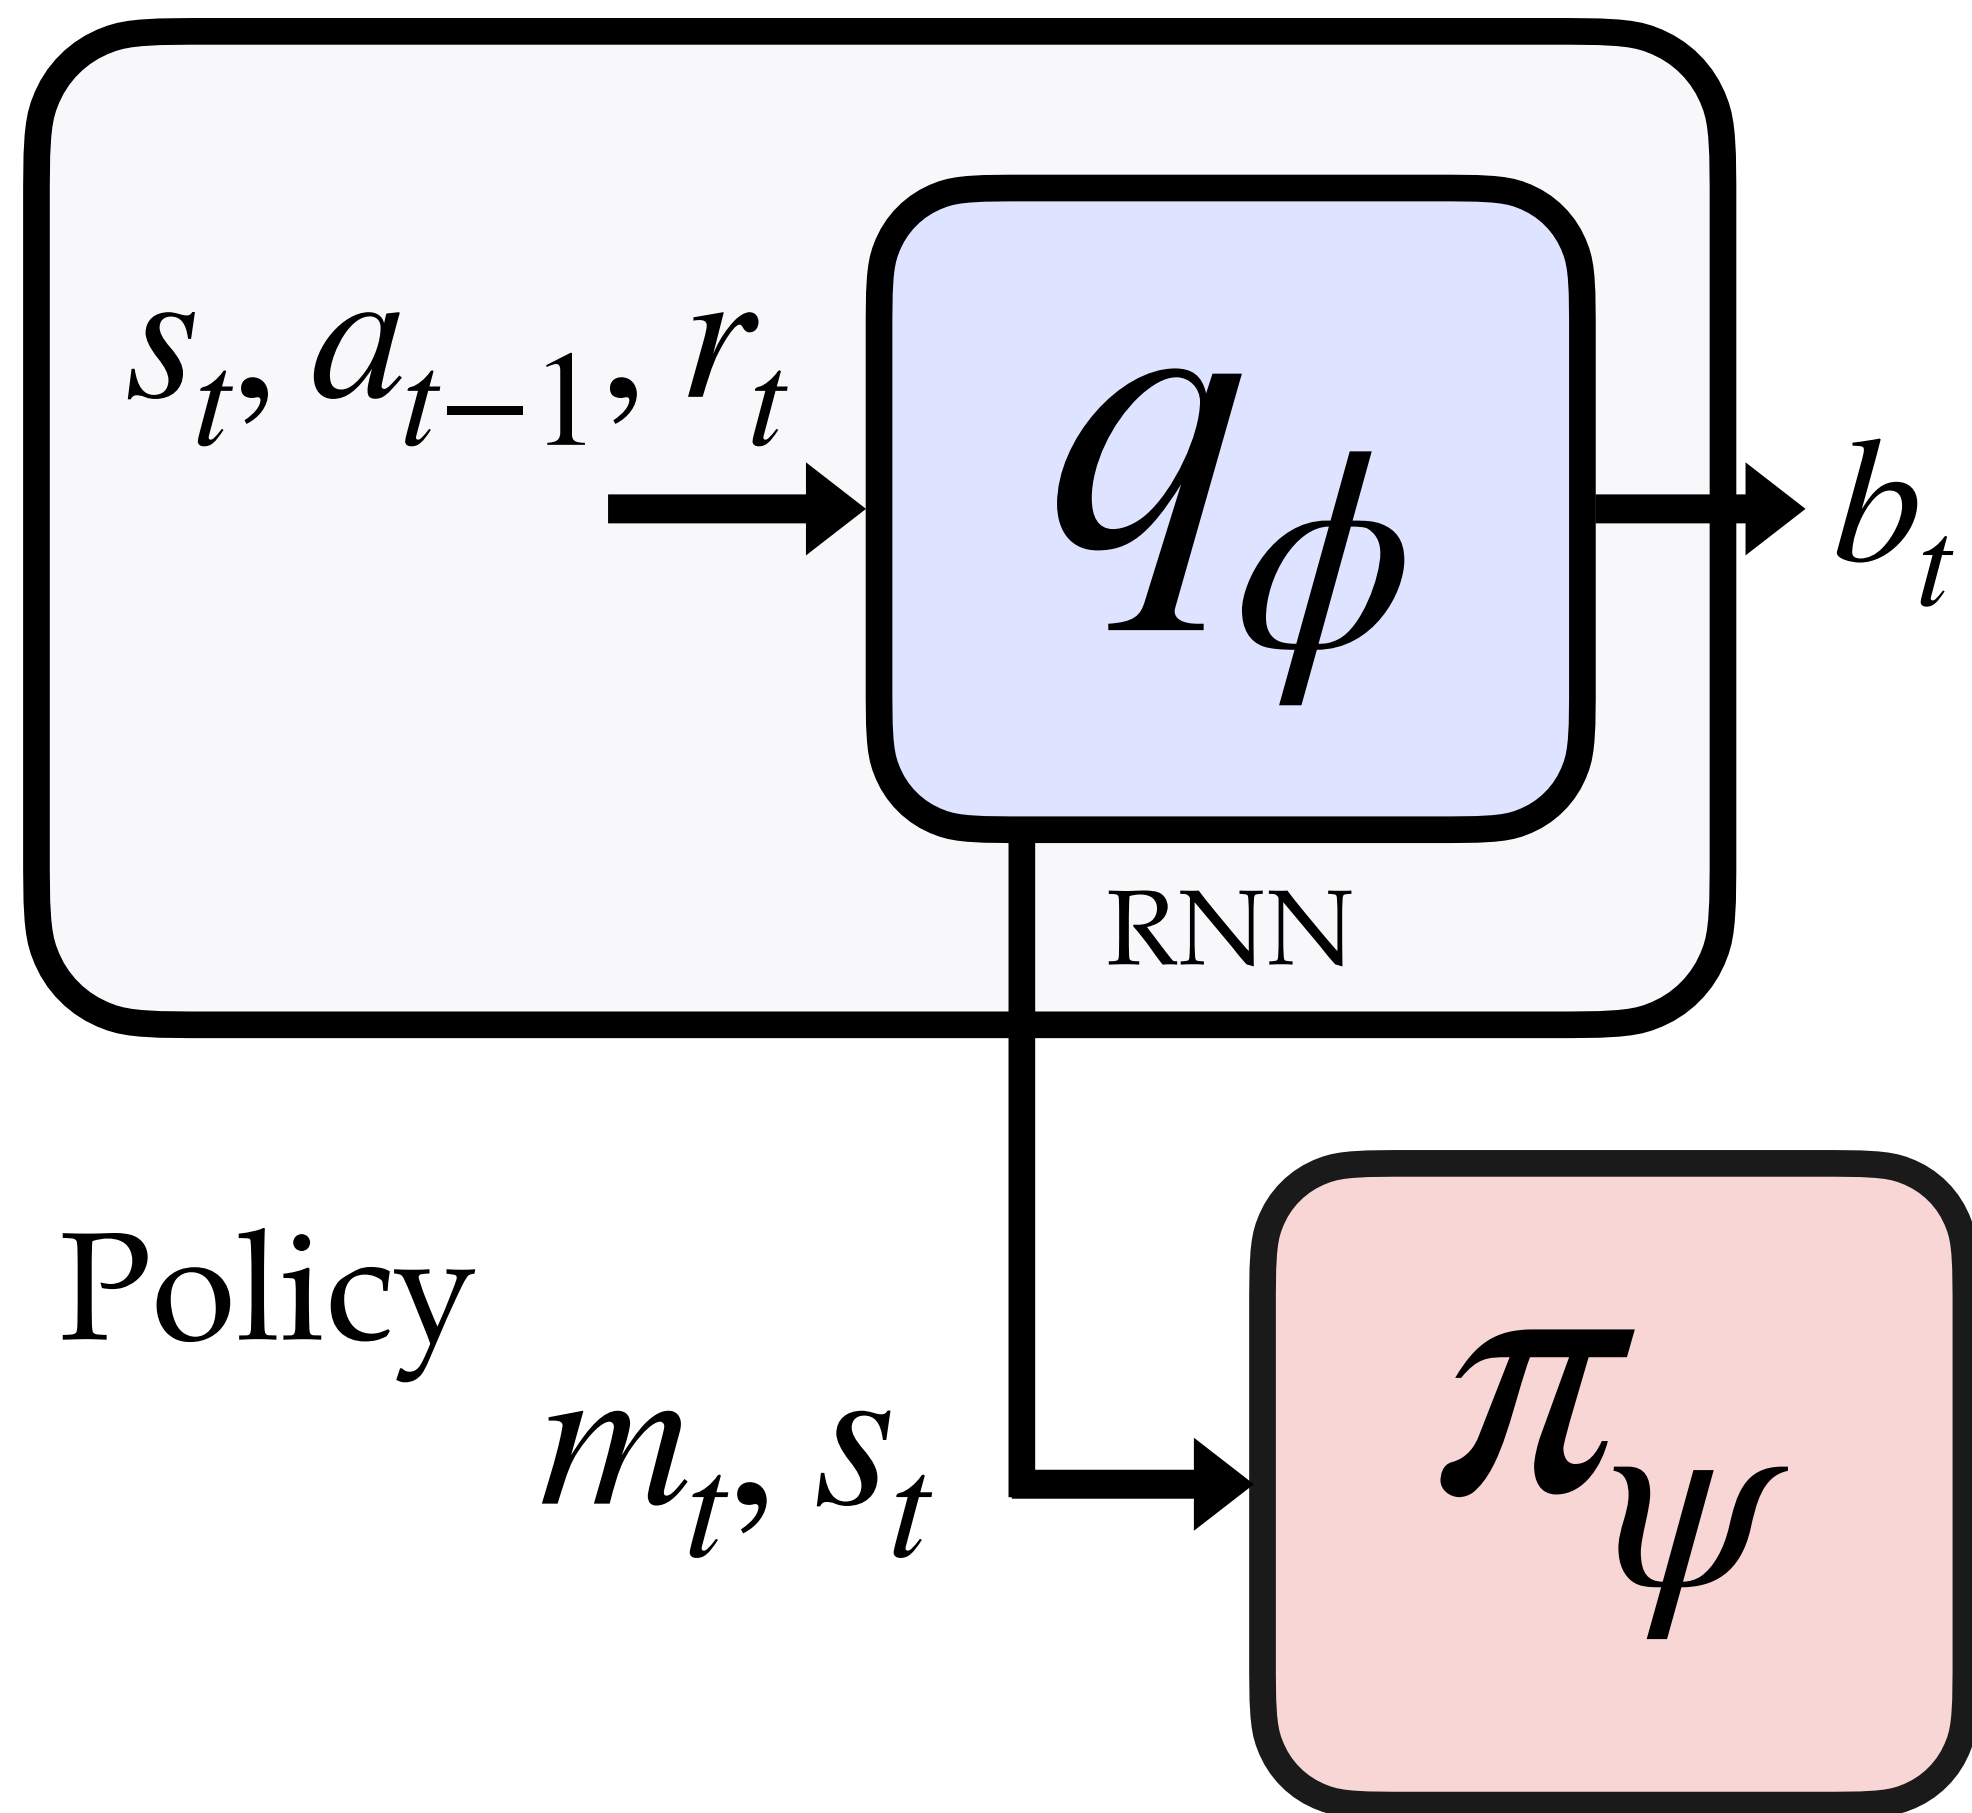 s_t, a_{t−1}, r_t
q_ϕ
b_t
RNN
Policy
π_ψ
m_t, s_t